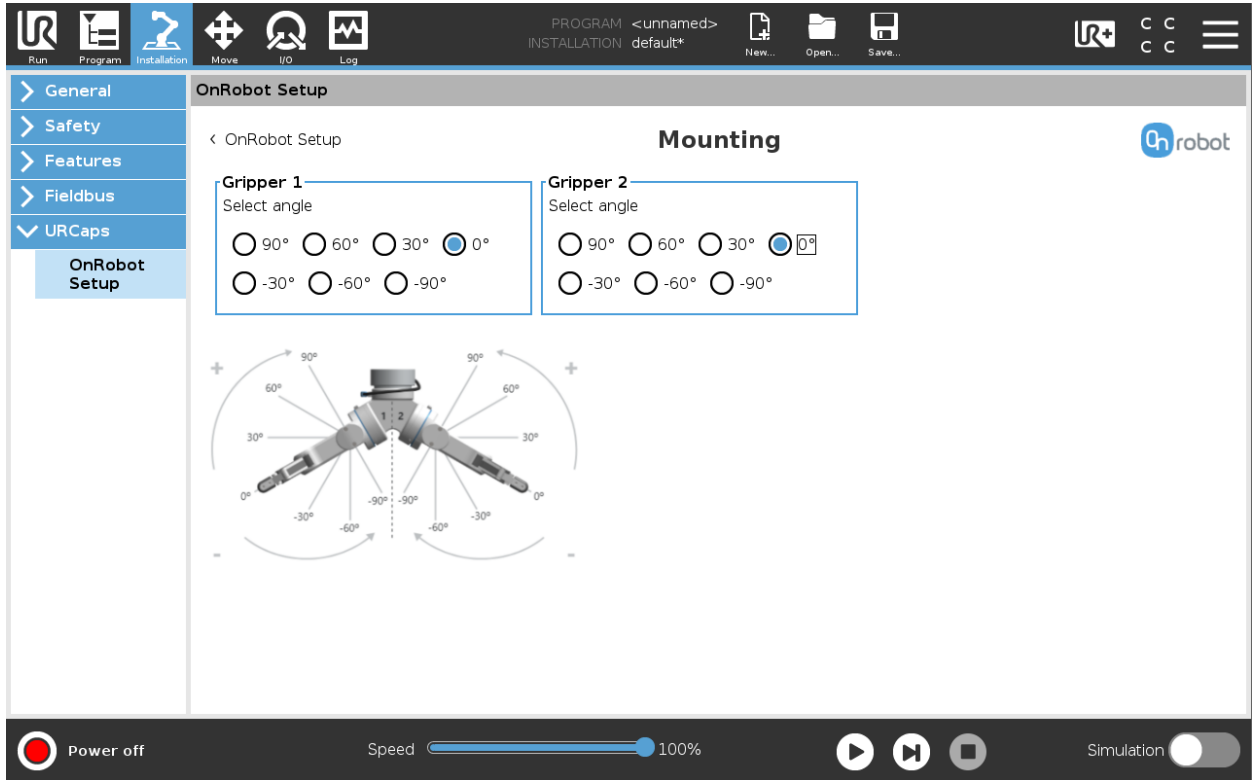 PROGRAM <unnamed>
INSTALLATION default*
UR
UR+
C C
C C
Run Program Installation Move I/O Log New... Open... Save...
General
Safety
Features
Fieldbus
URCaps
OnRobot
Setup
OnRobot Setup
< OnRobot Setup
Mounting
On robot
Gripper 1
Select angle
90° 60° 30° 0°
-30° -60° -90°
Gripper 2
Select angle
90° 60° 30° 0°
-30° -60° -90°
90° 90°
+ +
60° 60°
1 2
30° 30°
0° -90° -90° 0°
-30° -30°
-60° -60°
- -
Power off
Speed 100%
Simulation